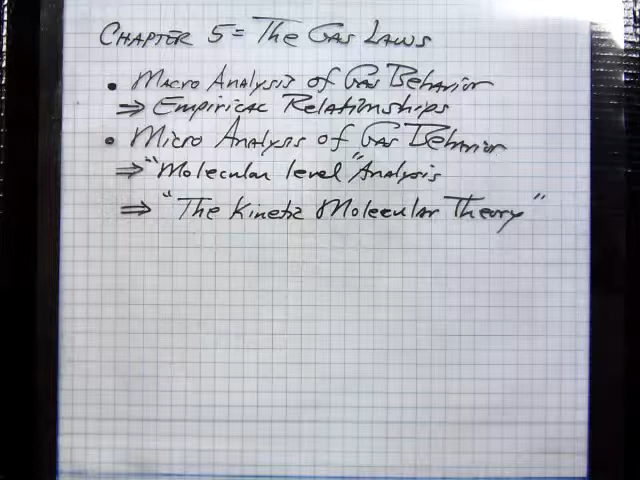 Chapter 5 = The Gas Laws
• Macro Analysis of Gas Behavior
⇒ Empirical Relationships
• Micro Analysis of Gas Behavior
⇒ "Molecular level" Analysis
⇒ "The Kinetic Molecular Theory"